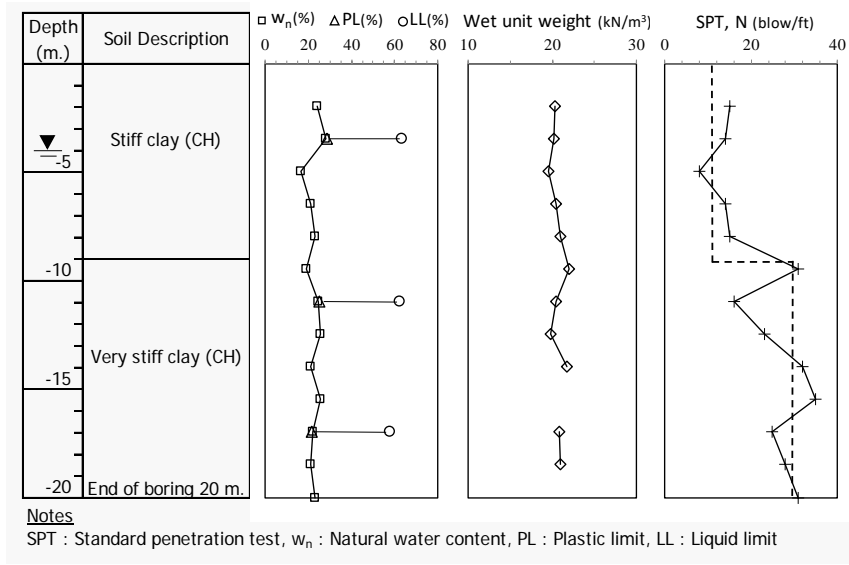 Depth (m.)
Soil Description
□ wn(%) △PL(%) ○LL(%)
Wet unit weight (kN/m³)
SPT, N (blow/ft)
0 20 40 60 80
10 20 30
0 20 40
Stiff clay (CH)
-5
-10
Very stiff clay (CH)
-15
-20
End of boring 20 m.
Notes
SPT : Standard penetration test, wn : Natural water content, PL : Plastic limit, LL : Liquid limit